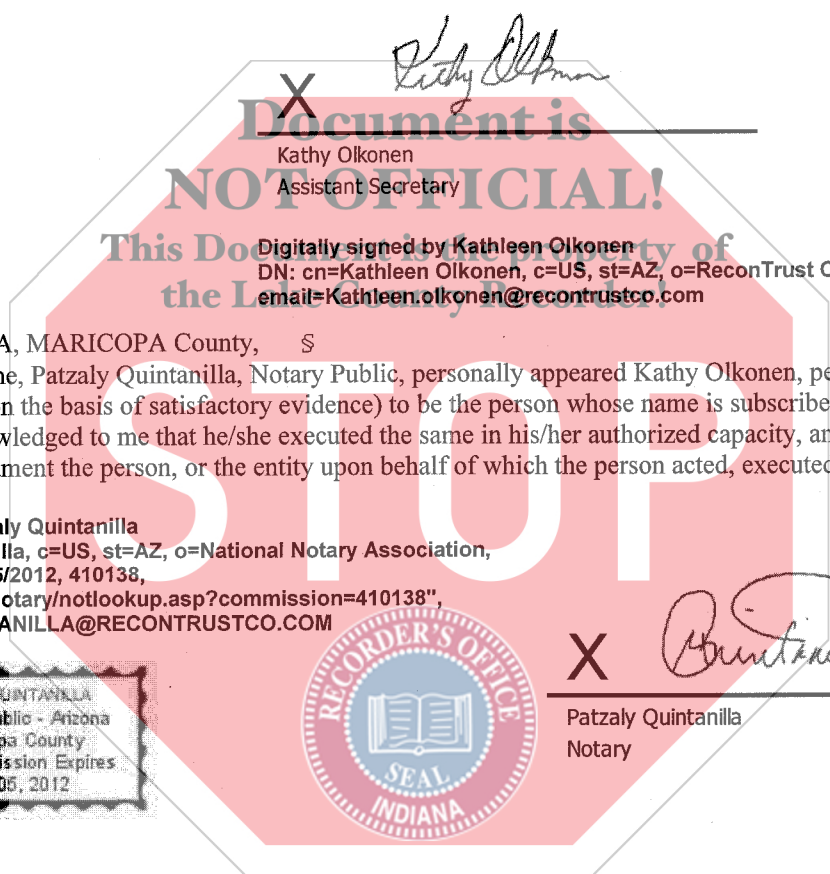 Kathy Olkonen
X
Document is
Kathy Olkonen
NOT OFFICIAL!
Assistant Secretary
This Document is the property of
the Lake County Recorder!
Digitally signed by Kathleen Olkonen
DN: cn=Kathleen Olkonen, c=US, st=AZ, o=ReconTrust C
email=Kathleen.olkonen@recontrustco.com
A, MARICOPA County, §
ne, Patzaly Quintanilla, Notary Public, personally appeared Kathy Olkonen, pe
n the basis of satisfactory evidence) to be the person whose name is subscribe
wledged to me that he/she executed the same in his/her authorized capacity, an
ment the person, or the entity upon behalf of which the person acted, executed
STOP
aly Quintanilla
lla, c=US, st=AZ, o=National Notary Association,
5/2012, 410138,
otary/notlookup.asp?commission=410138",
ANILLA@RECONTRUSTCO.COM
RECORDER'S OFFICE
SEAL
INDIANA
X
Patzaly Quintanilla
Notary
UINTANILLA
blic - Arizona
pa County
ission Expires
05, 2012